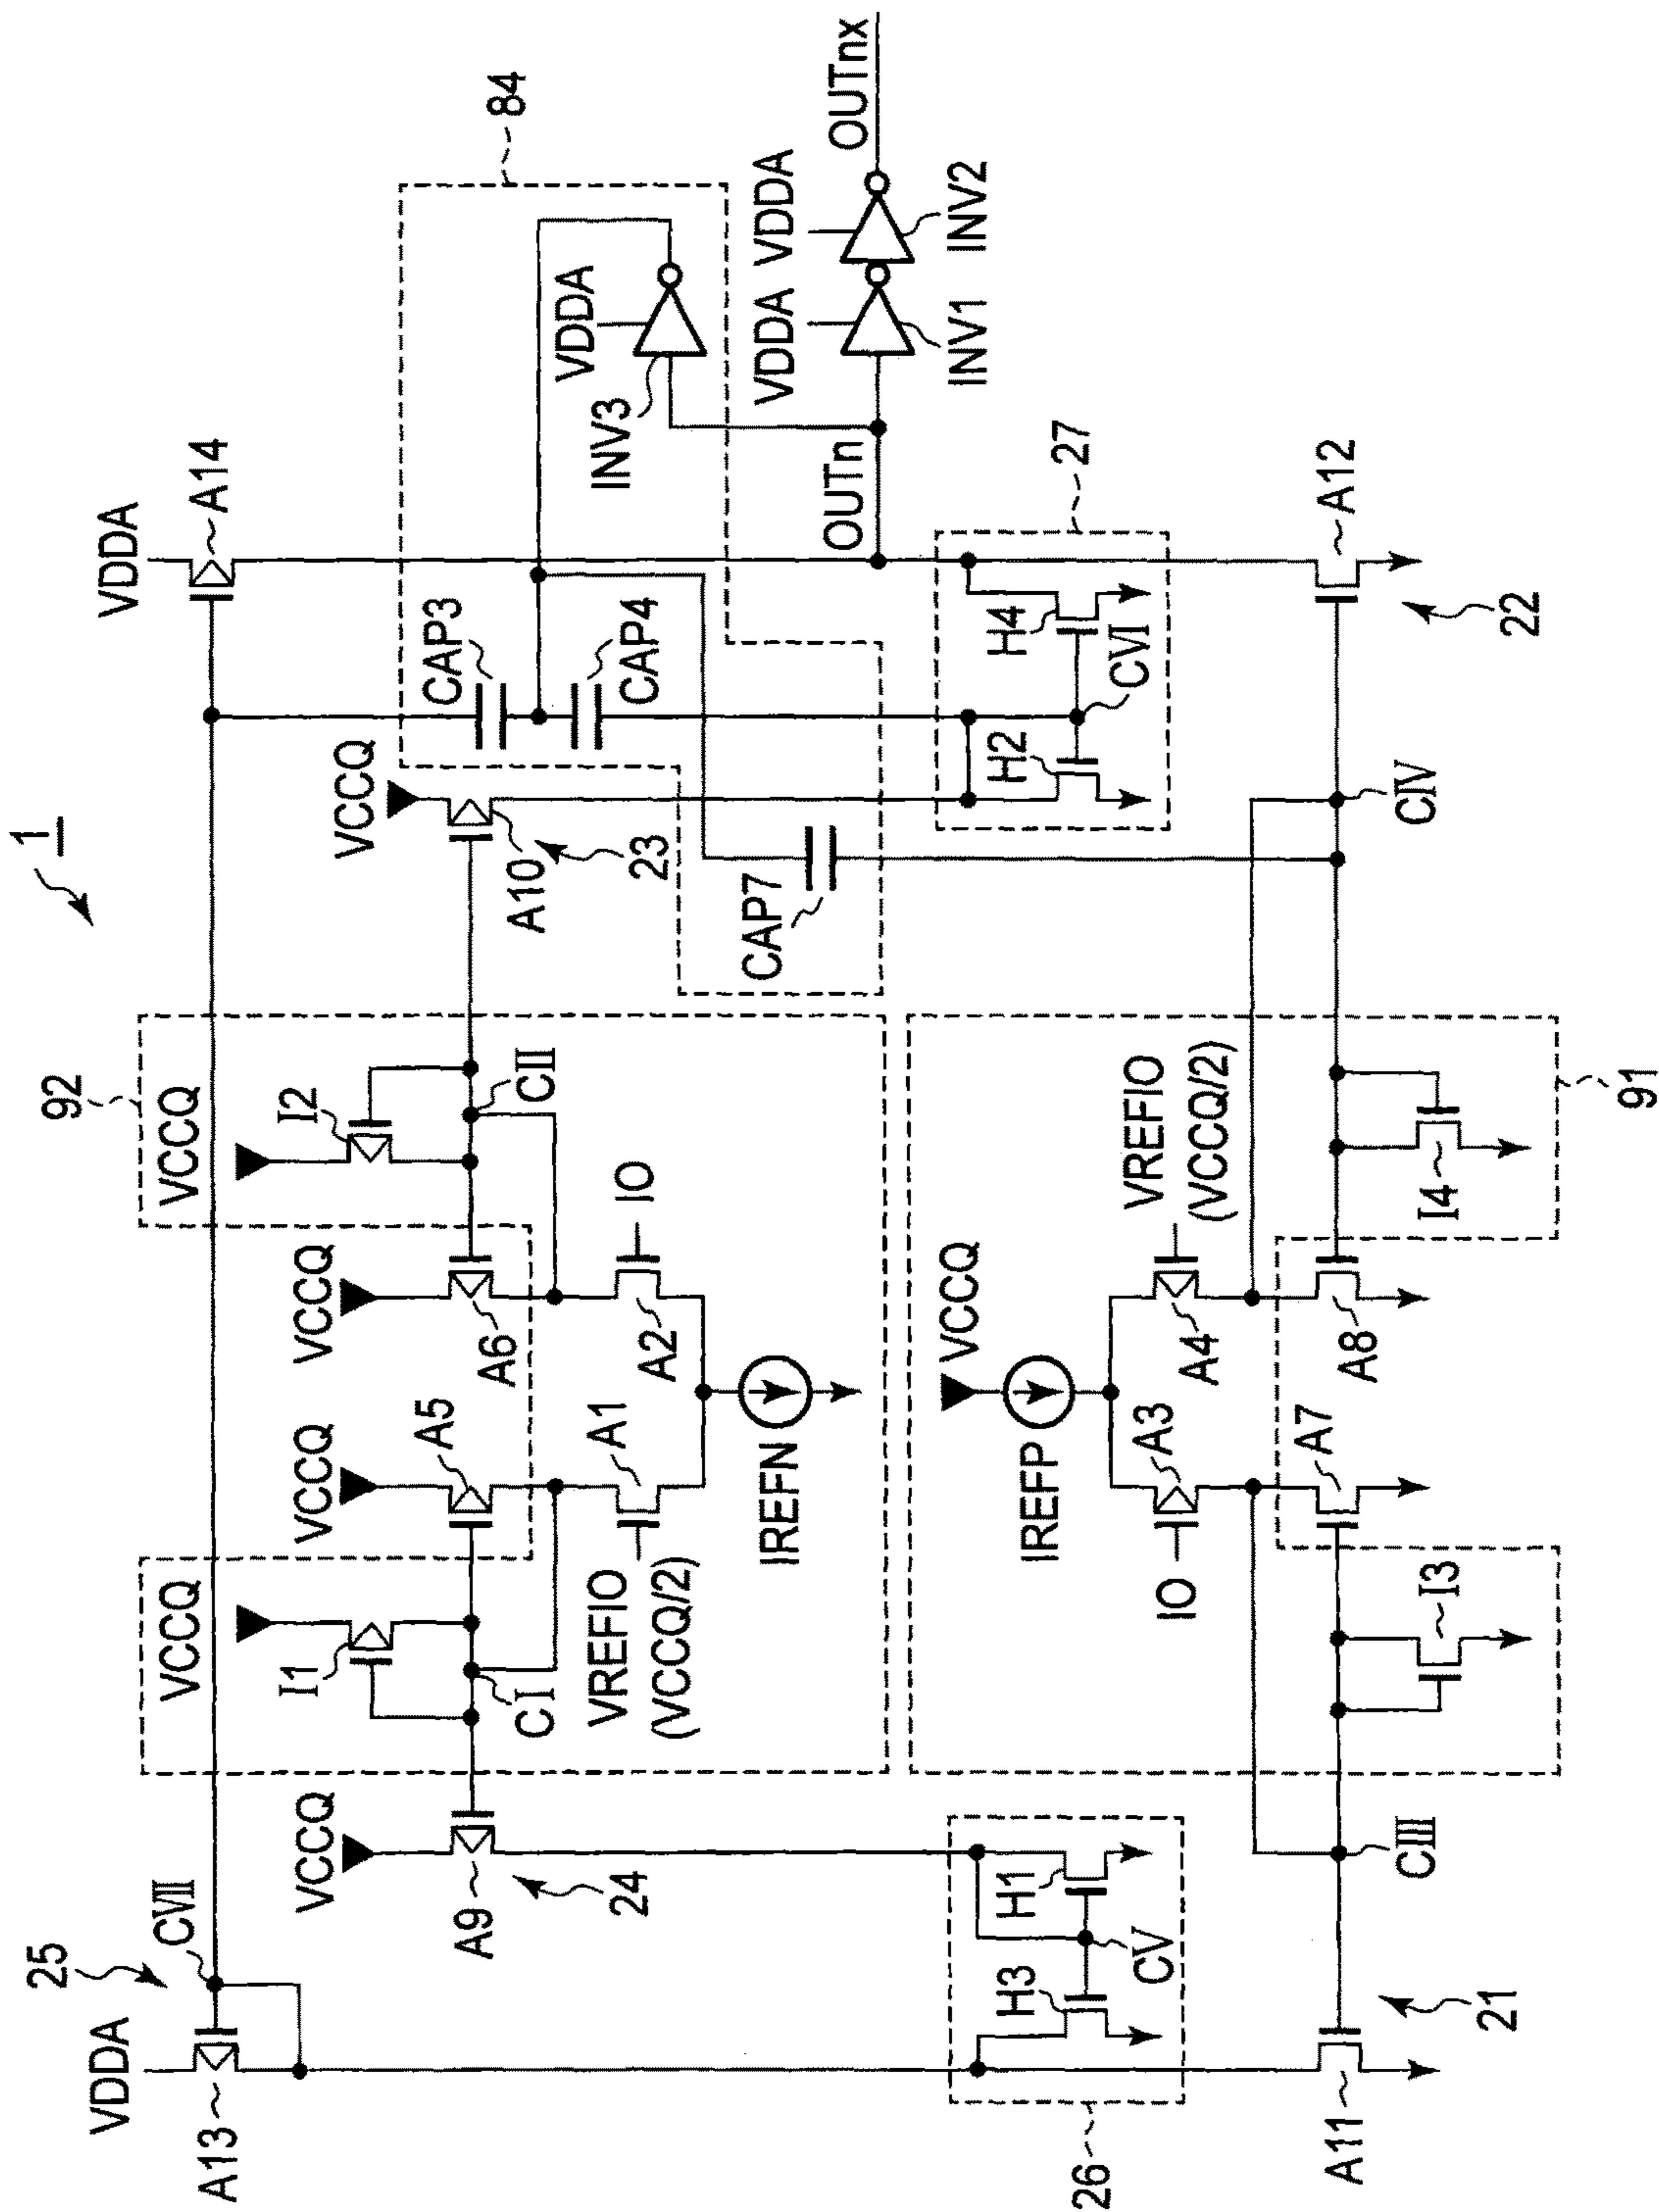 1
25
VDDA
CVII
A13
VDDA
A14
84
92
VCCQ
I1
VCCQ
I2
VCCQ
A9
24
CI
VCCQ
A5
VCCQ
A6
CII
VCCQ
A10
23
CAP3
CAP4
VDDA
INV3
VREFIO
(VCCQ/2)
A1
A2
IO
IREFN
CAP7
OUTn
VDDA
INV1
VDDA
INV2
OUTnx
26
H3
H1
CV
H2
H4
CVI
27
VCCQ
IREFP
IO
A3
A4
VREFIO
(VCCQ/2)
A7
A8
A11
21
CIII
I3
I4
91
CIV
A12
22